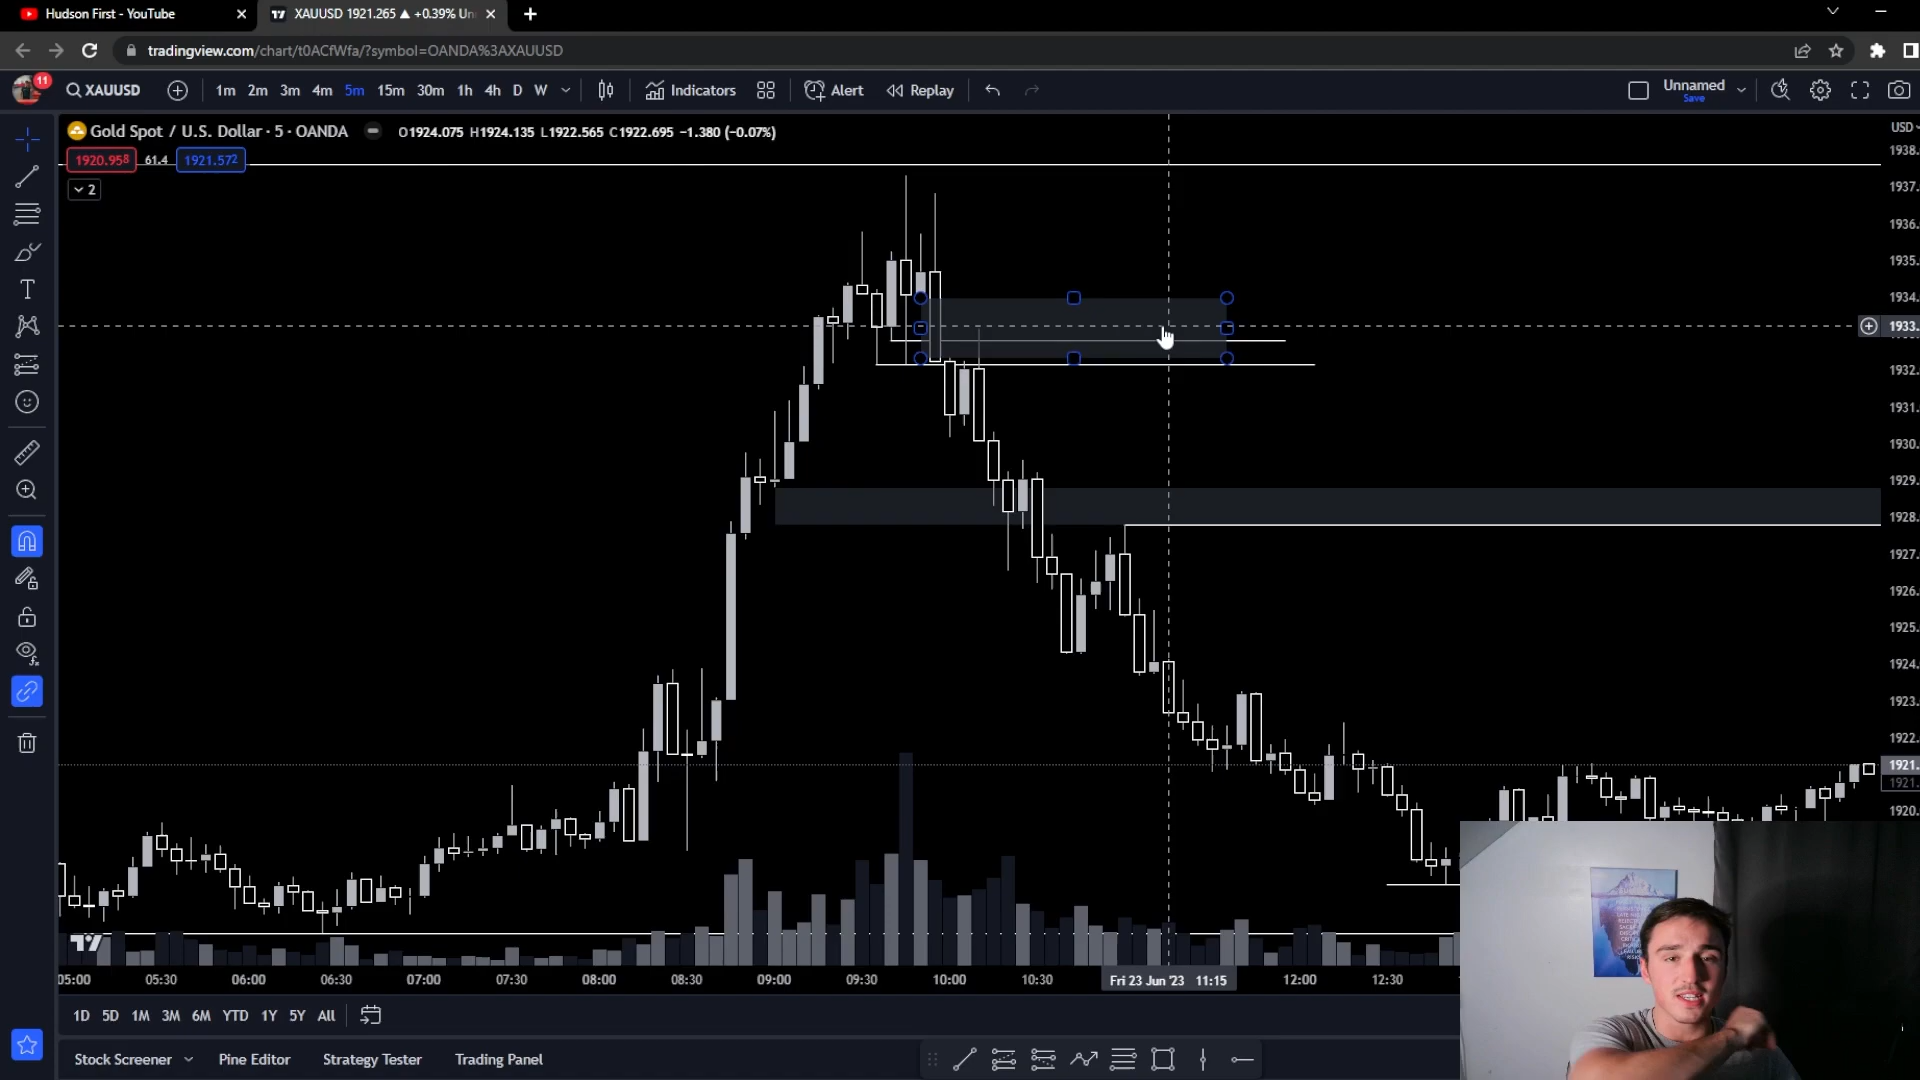 Hudson First - YouTube
XAUUSD 1921.265 ▲ +0.39% Un
tradingview.com/chart/t0ACfWfa/?symbol=OANDA%3AXAUUSD
11
XAUUSD
1m 2m 3m 4m 5m 15m 30m 1h 4h D W
Indicators
Alert
Replay
Unnamed
Save
Gold Spot / U.S. Dollar · 5 · OANDA
O1924.075 H1924.135 L1922.565 C1922.695 −1.380 (−0.07%)
USD
1920.958 61.4 1921.572
2
1938.
1937.
1936.
1935.
1934.
1933.
1932.
1931.
1930.
1929.
1928.
1927.
1926.
1925.
1924.
1923.
1922.
1921.
1921.
1920.
05:00 05:30 06:00 06:30 07:00 07:30 08:00 08:30 09:00 09:30 10:00 10:30 Fri 23 Jun '23 11:15 12:00 12:30
1D 5D 1M 3M 6M YTD 1Y 5Y All
Stock Screener Pine Editor Strategy Tester Trading Panel